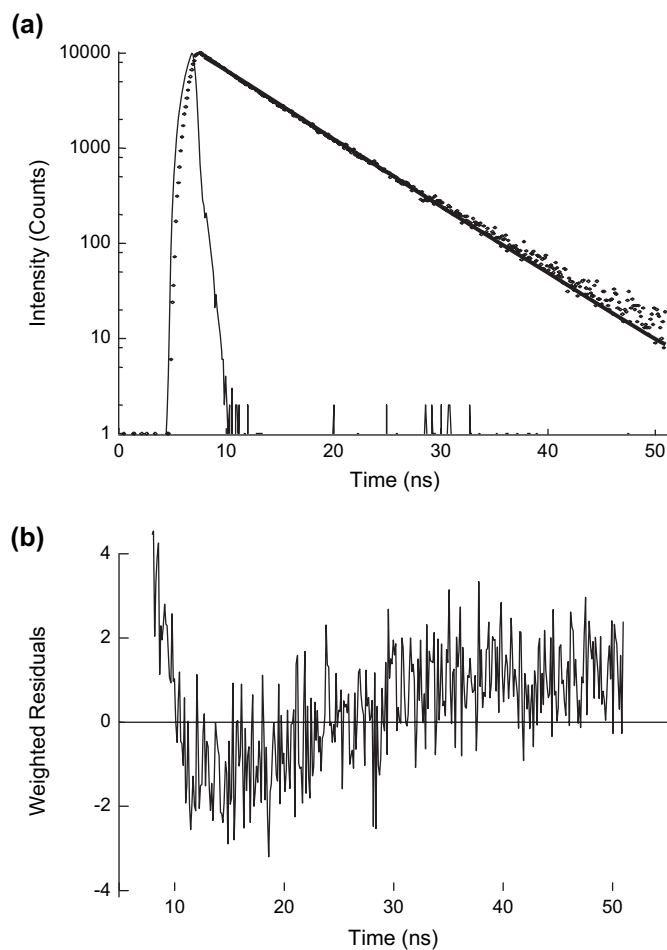 (a)
10000
1000
100
10
1
Intensity (Counts)
0 10 20 30 40 50
Time (ns)
(b)
4
2
0
-2
-4
Weighted Residuals
10 20 30 40 50
Time (ns)